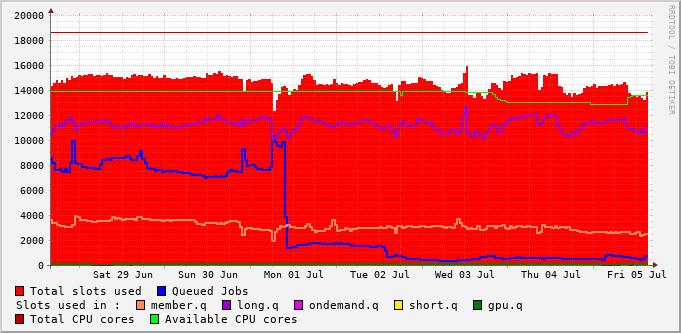 20000
18000
16000
14000
12000
10000
8000
6000
4000
2000
0
Sat 29 Jun Sun 30 Jun Mon 01 Jul Tue 02 Jul Wed 03 Jul Thu 04 Jul Fri 05 Jul
RRDTOOL / TOBI OETIKER
Total slots used Queued Jobs
Slots used in : member.q long.q ondemand.q short.q gpu.q
Total CPU cores Available CPU cores